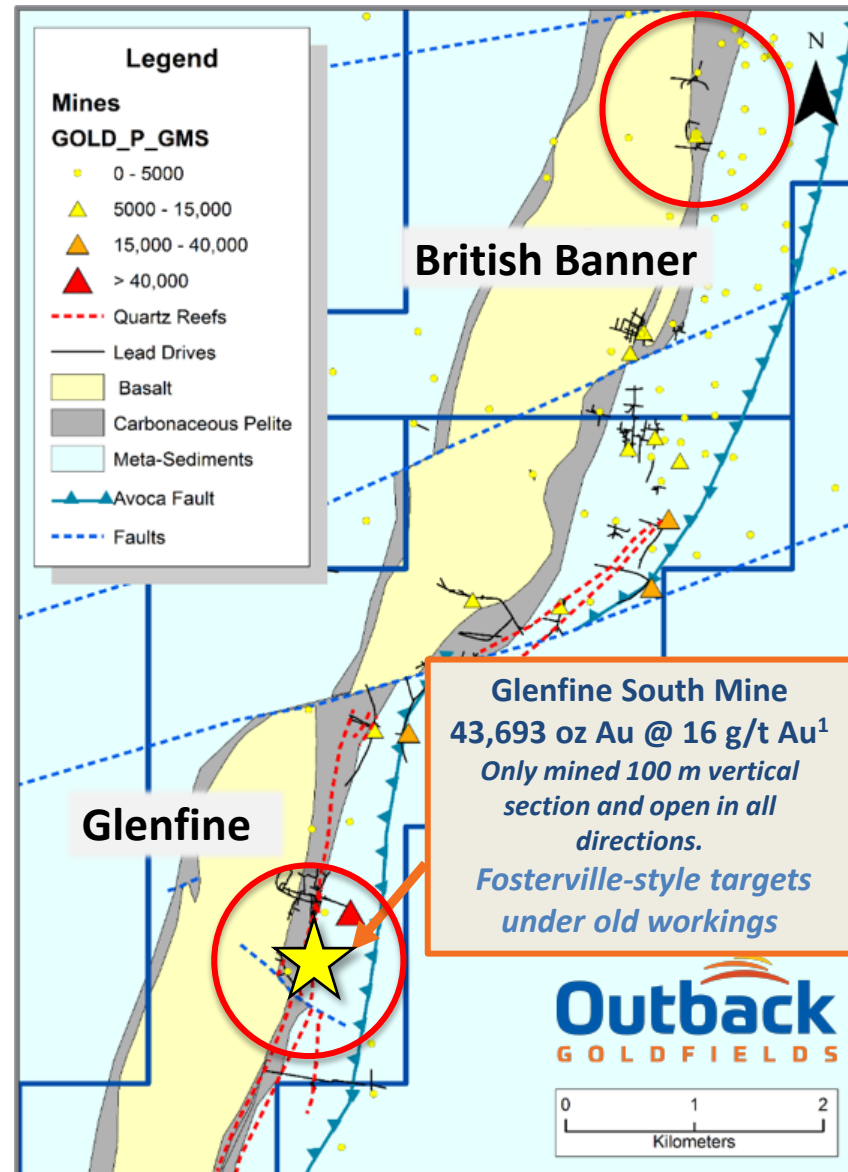 Legend
Mines
GOLD_P_GMS
0 - 5000
5000 - 15,000
15,000 - 40,000
> 40,000
Quartz Reefs
Lead Drives
Basalt
Carbonaceous Pelite
Meta-Sediments
Avoca Fault
Faults
N
British Banner
Glenfine
Glenfine South Mine
43,693 oz Au @ 16 g/t Au¹
Only mined 100 m vertical
section and open in all
directions.
Fosterville-style targets
under old workings
Outback
GOLDFIELDS
0 1 2
Kilometers